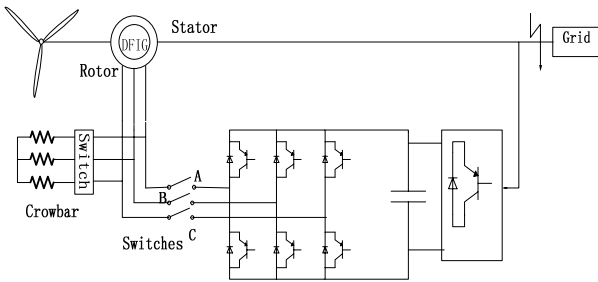 Stator
Grid
DFIG
Rotor
Switch
A
B
C
Crowbar
Switches